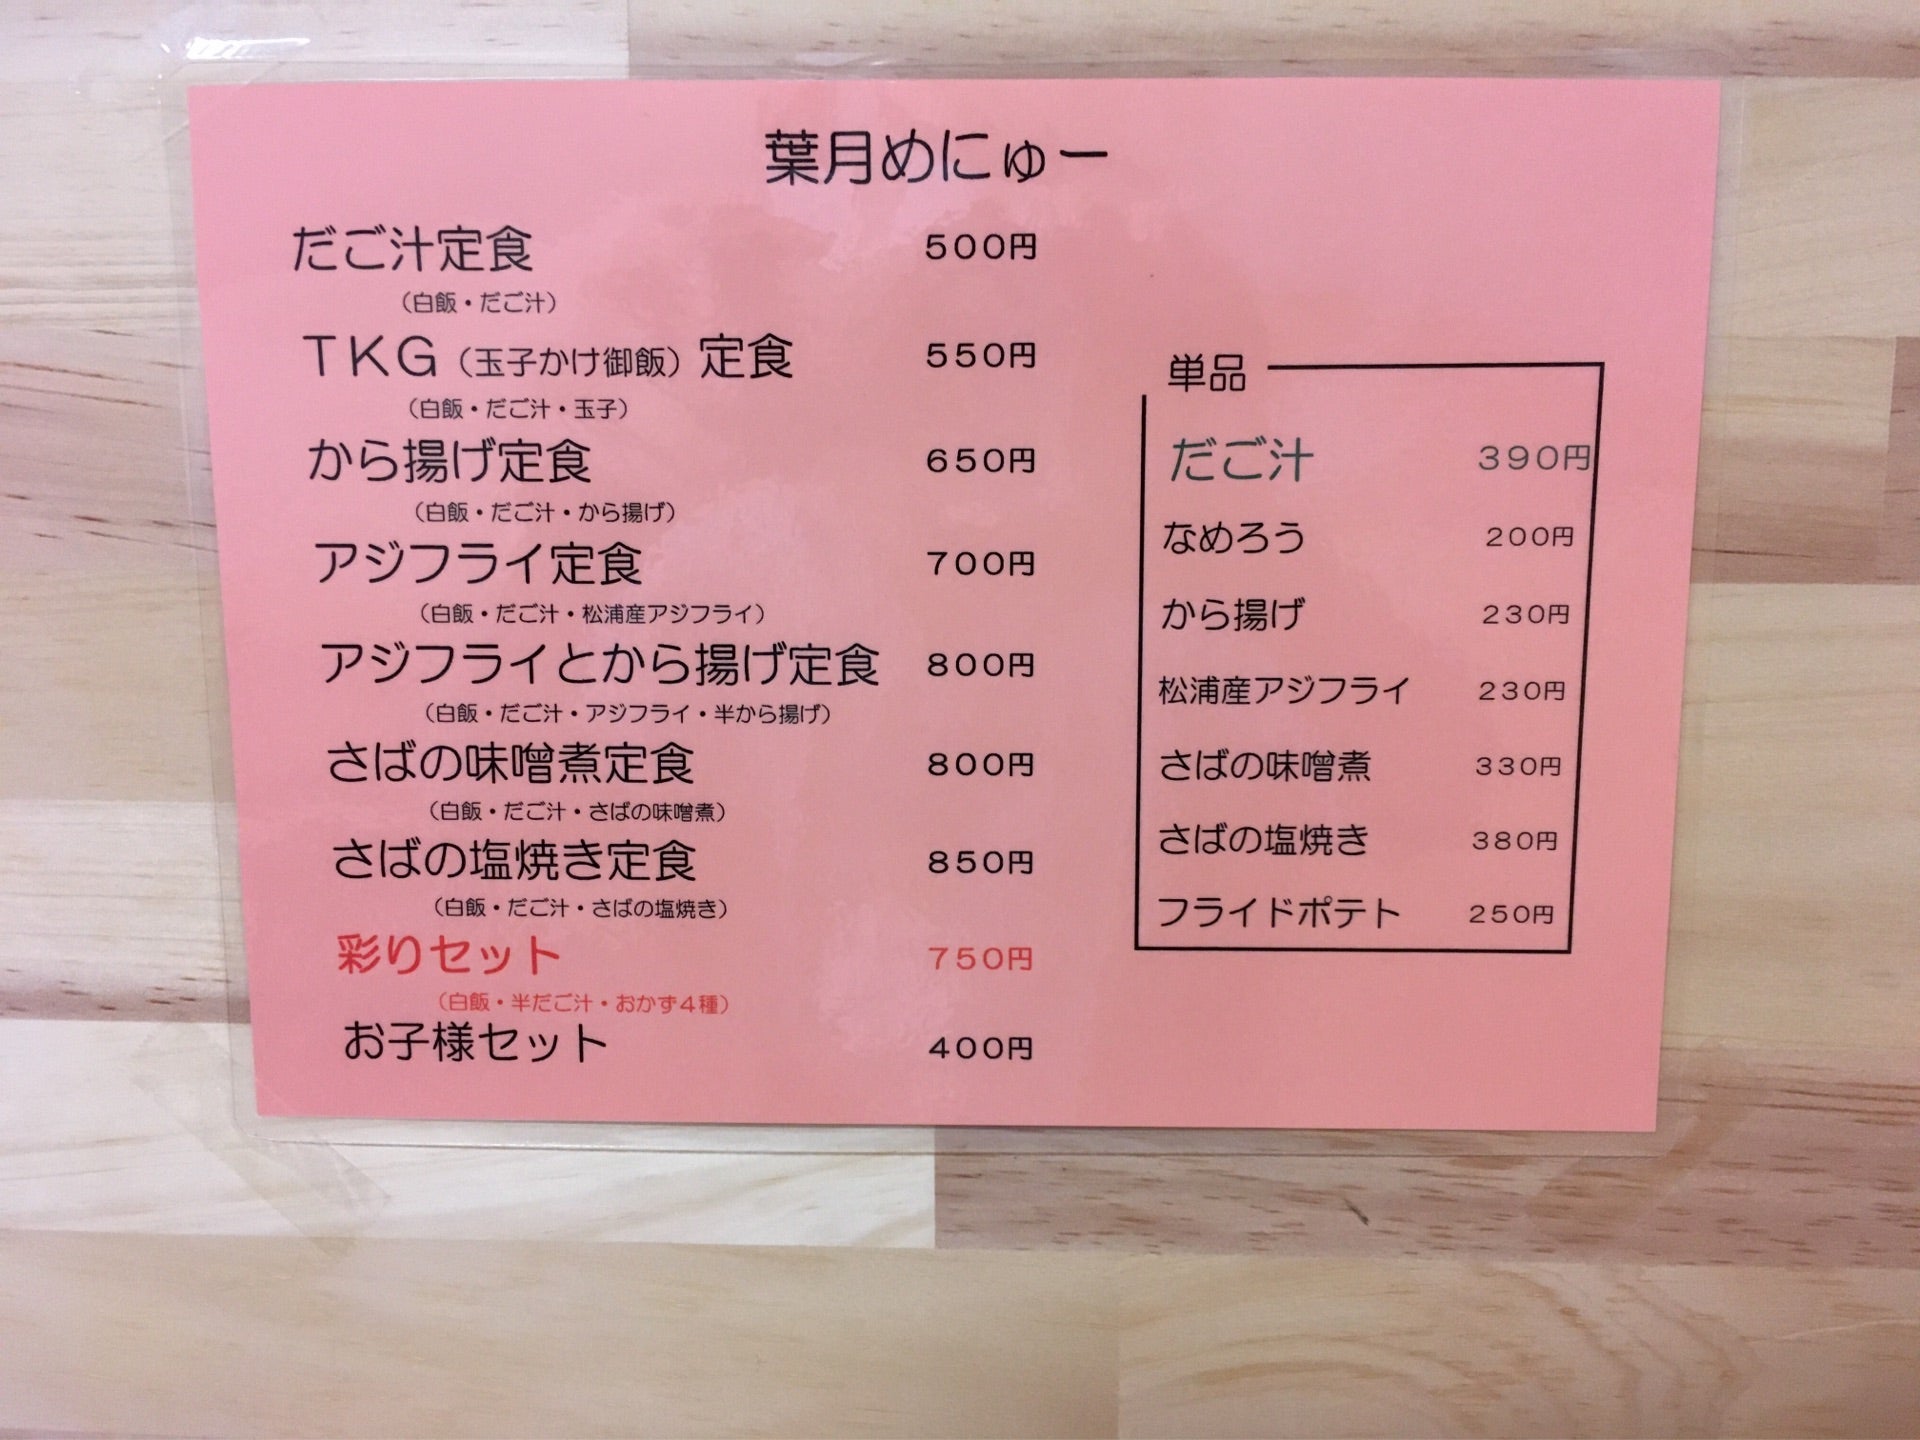 葉月めにゅー
だご汁定食 500円
（白飯・だご汁）
TKG（玉子かけ御飯）定食 550円
（白飯・だご汁・玉子）
から揚げ定食 650円
（白飯・だご汁・から揚げ）
アジフライ定食 700円
（白飯・だご汁・松浦産アジフライ）
アジフライとから揚げ定食 800円
（白飯・だご汁・アジフライ・半から揚げ）
さばの味噌煮定食 800円
（白飯・だご汁・さばの味噌煮）
さばの塩焼き定食 850円
（白飯・だご汁・さばの塩焼き）
彩りセット 750円
（白飯・半だご汁・おかず4種）
お子様セット 400円
単品
だご汁 390円
なめろう 200円
から揚げ 230円
松浦産アジフライ 230円
さばの味噌煮 330円
さばの塩焼き 380円
フライドポテト 250円